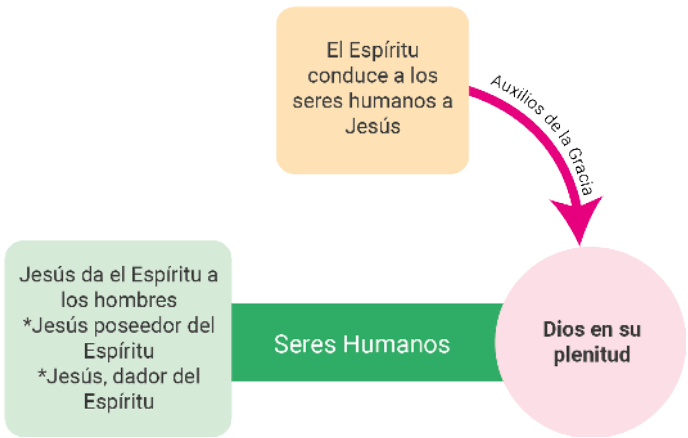 El Espíritu
conduce a los
seres humanos a
Jesús
Auxilios de la Gracia
Jesús da el Espíritu a
los hombres
*Jesús poseedor del
Espíritu
*Jesús, dador del
Espíritu
Seres Humanos
Dios en su
plenitud